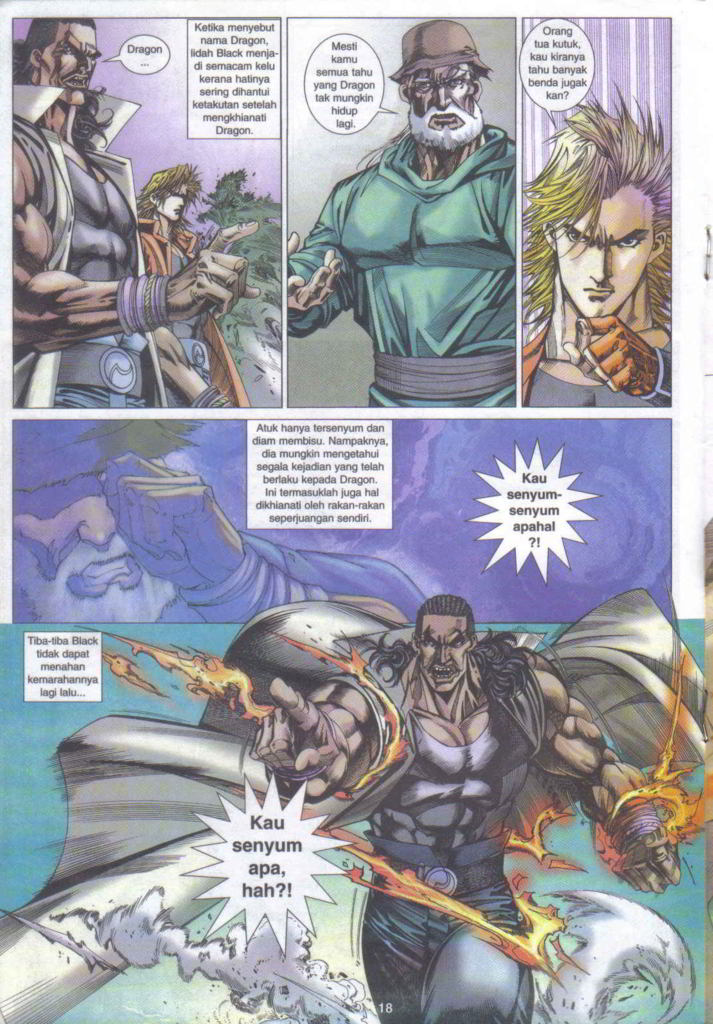 Dragon
...
Ketika menyebut
nama Dragon,
lidah Black menja-
di semacam kelu
kerana hatinya
sering dihantui
ketakutan setelah
mengkhianati
Dragon.
Mesti
kamu
semua tahu
yang Dragon
tak mungkin
hidup
lagi.
Orang
tua kutuk,
kau kiranya
tahu banyak
benda jugak
kan?
Atuk hanya tersenyum dan
diam membisu. Nampaknya,
dia mungkin mengetahui
segala kejadian yang telah
berlaku kepada Dragon.
Ini termasuklah juga hal
dikhianati oleh rakan-rakan
seperjuangan sendiri.
Kau
senyum-
senyum
apahal
?!
Tiba-tiba Black
tidak dapat
menahan
kemarahannya
lagi lalu...
Kau
senyum
apa,
hah?!
18